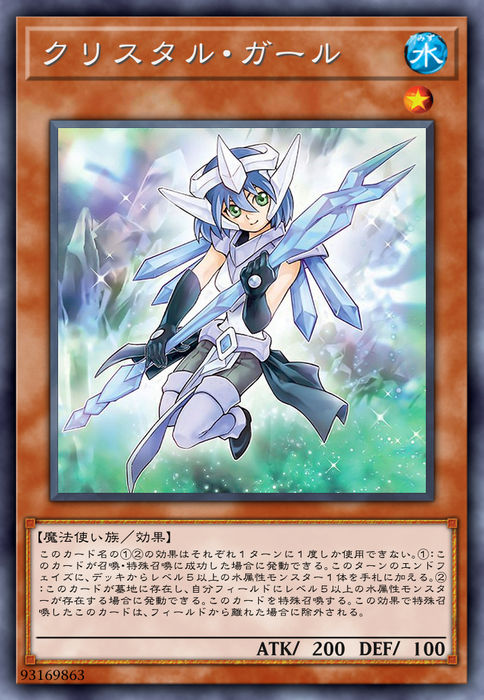 クリスタル・ガール
みず
水
【魔法使い族／効果】
このカード名の①②の効果はそれぞれ1ターンに1度しか使用できない。①：こ
のカードが召喚・特殊召喚に成功した場合に発動できる。このターンのエンドフ
ェイズに、デッキからレベル5以上の水属性モンスター1体を手札に加える。②
：このカードが墓地に存在し、自分フィールドにレベル5以上の水属性モンスタ
ーが存在する場合に発動できる。このカードを特殊召喚する。この効果で特殊召
喚したこのカードは、フィールドから離れた場合に除外される。
ATK/ 200 DEF/ 100
93169863